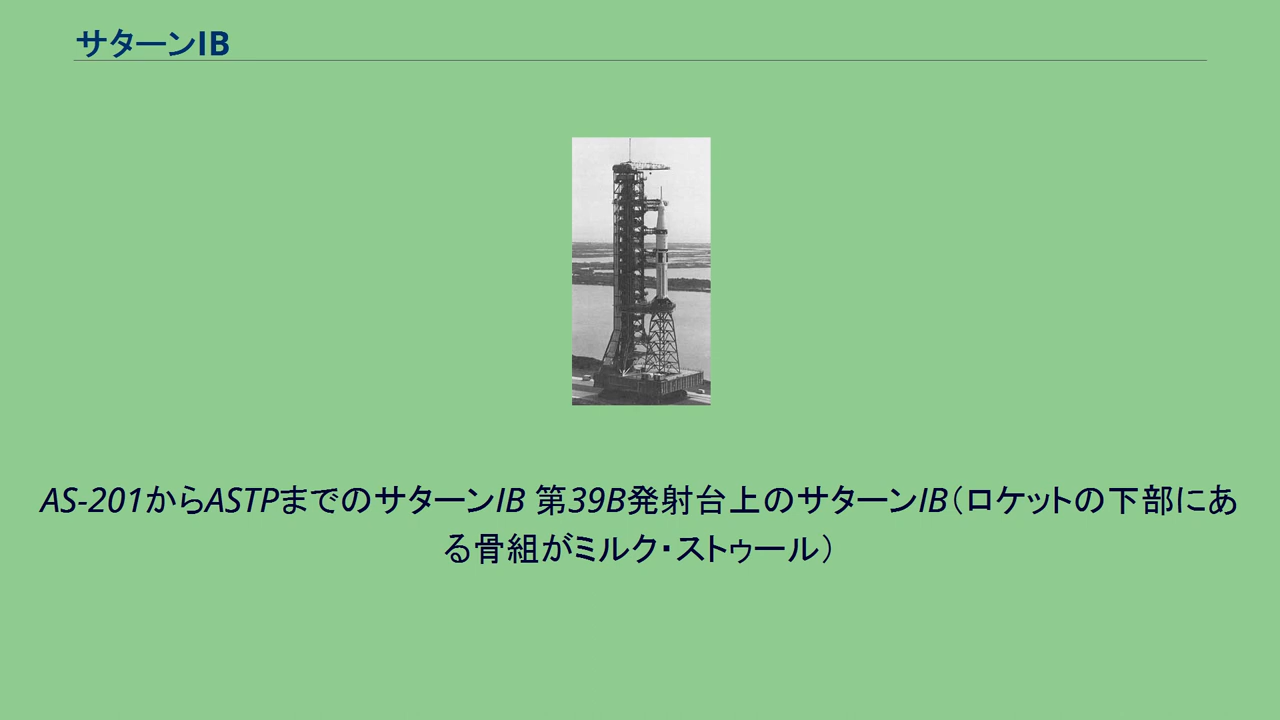 サターンIB
AS-201からASTPまでのサターンIB 第39B発射台上のサターンIB（ロケットの下部にあ
る骨組がミルク・ストゥール）